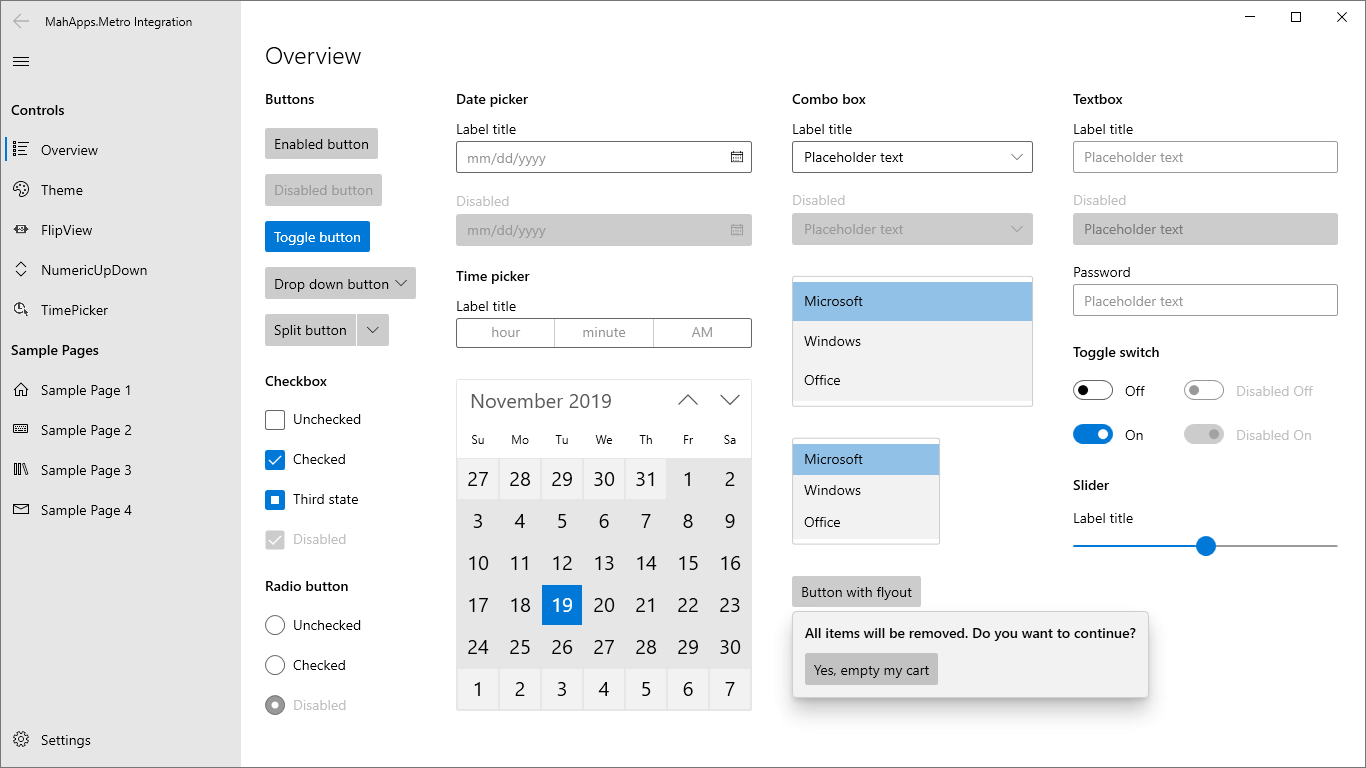 MahApps.Metro Integration
Controls
Overview
Theme
FlipView
NumericUpDown
TimePicker
Sample Pages
Sample Page 1
Sample Page 2
Sample Page 3
Sample Page 4
Settings
Overview
Buttons
Enabled button
Disabled button
Toggle button
Drop down button
Split button
Checkbox
Unchecked
Checked
Third state
Disabled
Radio button
Unchecked
Checked
Disabled
Date picker
Label title
mm/dd/yyyy
Disabled
mm/dd/yyyy
Time picker
Label title
hour minute AM
November 2019
Su Mo Tu We Th Fr Sa
27 28 29 30 31 1 2
3 4 5 6 7 8 9
10 11 12 13 14 15 16
17 18 19 20 21 22 23
24 25 26 27 28 29 30
1 2 3 4 5 6 7
Combo box
Label title
Placeholder text
Disabled
Placeholder text
Microsoft
Windows
Office
Microsoft
Windows
Office
Button with flyout
All items will be removed. Do you want to continue?
Yes, empty my cart
Textbox
Label title
Placeholder text
Disabled
Placeholder text
Password
Placeholder text
Toggle switch
Off Disabled Off
On Disabled On
Slider
Label title